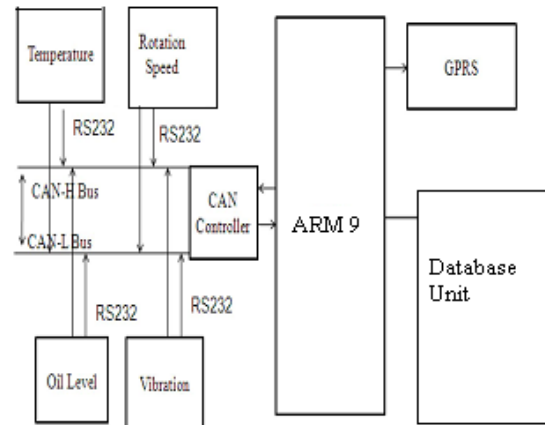 Temperature
Rotation
Speed
GPRS
RS232
RS232
CAN-H Bus
CAN
Controller
ARM 9
CAN-L Bus
Database
Unit
RS232
RS232
Oil Level
Vibration